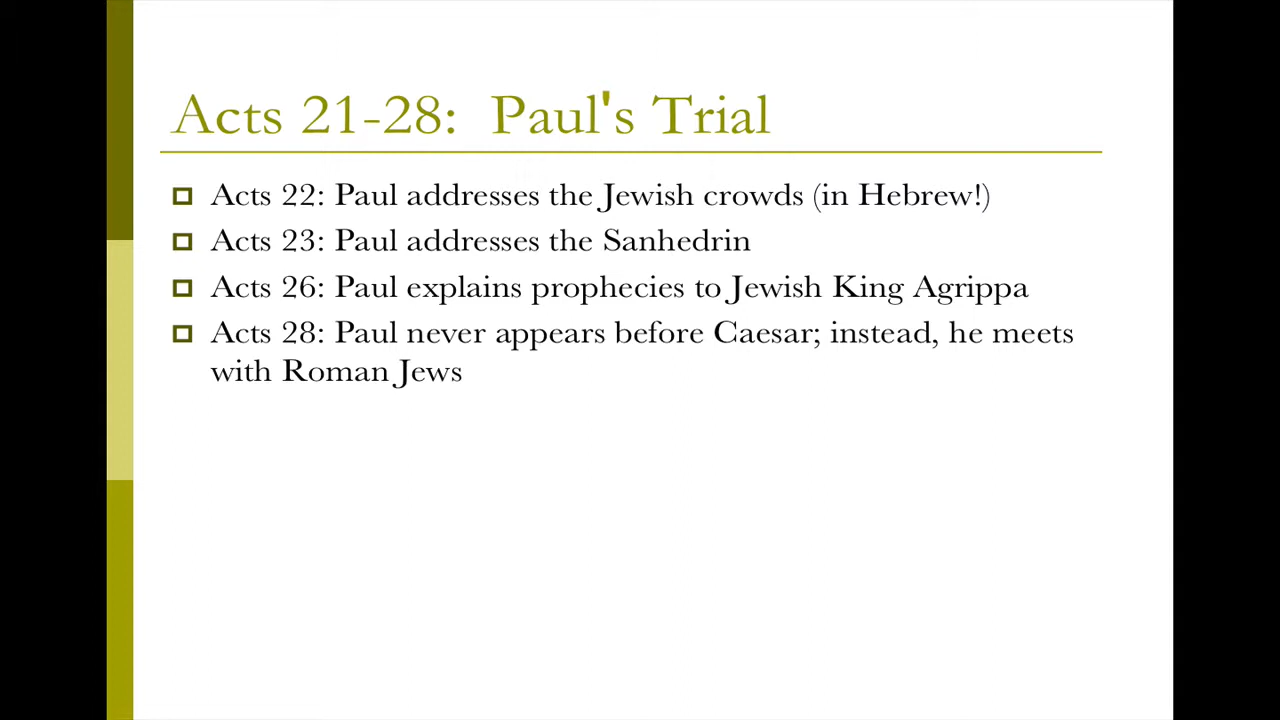 Acts 21-28:  Paul's Trial
Acts 22: Paul addresses the Jewish crowds (in Hebrew!)
Acts 23: Paul addresses the Sanhedrin
Acts 26: Paul explains prophecies to Jewish King Agrippa
Acts 28: Paul never appears before Caesar; instead, he meets
with Roman Jews